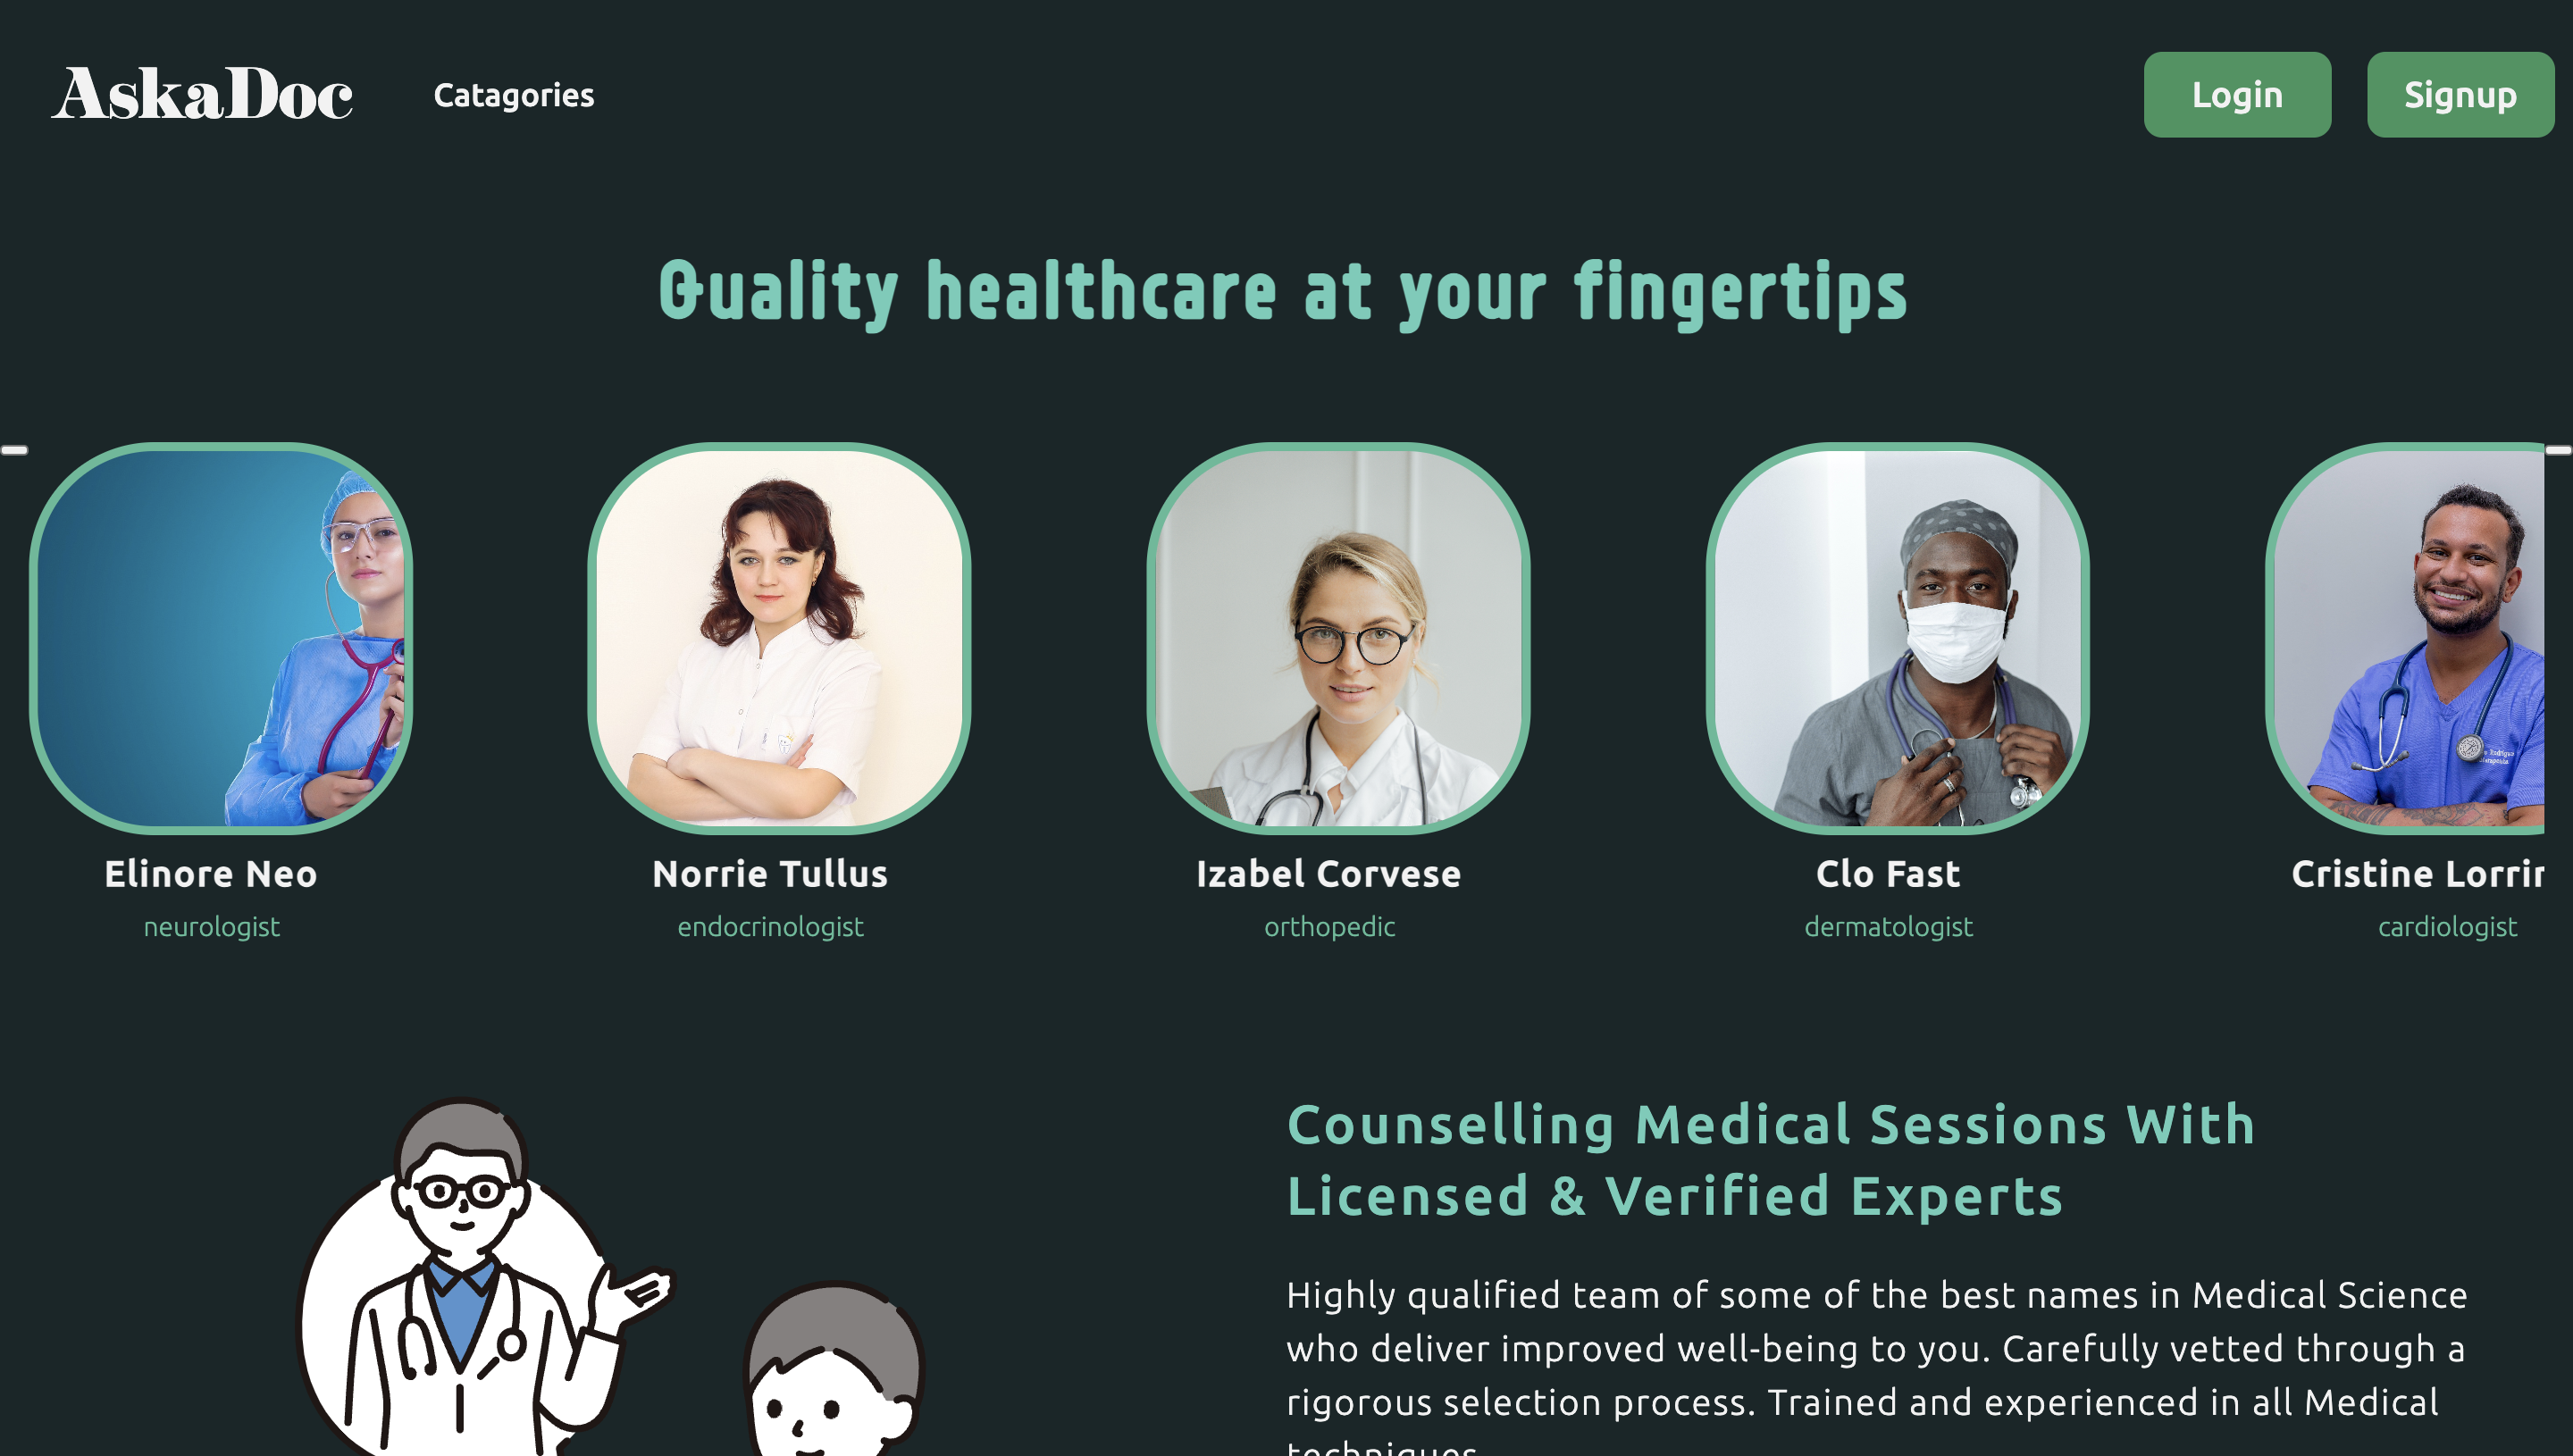 AskaDoc Catagories Login Signup
Quality healthcare at your fingertips
Elinore Neo Norrie Tullus Izabel Corvese Clo Fast Cristine
neurologist endocrinologist orthopedic dermatologist cardiologist
Counselling Medical Sessions With
Licensed & Verified Experts
Highly qualified team of some of the best names in Medical Science
who deliver improved well-being to you. Carefully vetted through a
rigorous selection process. Trained and experienced in all Medical